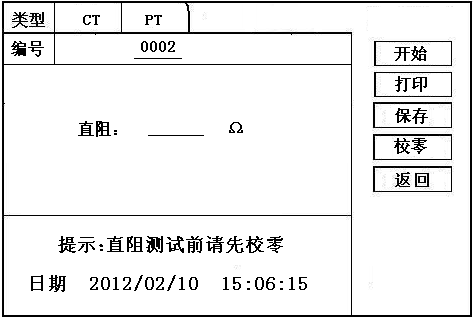 类型 CT PT
编号 0002
开始
打印
保存
校零
返回
直阻： Ω
提示:直阻测试前请先校零
日期 2012/02/10 15:06:15